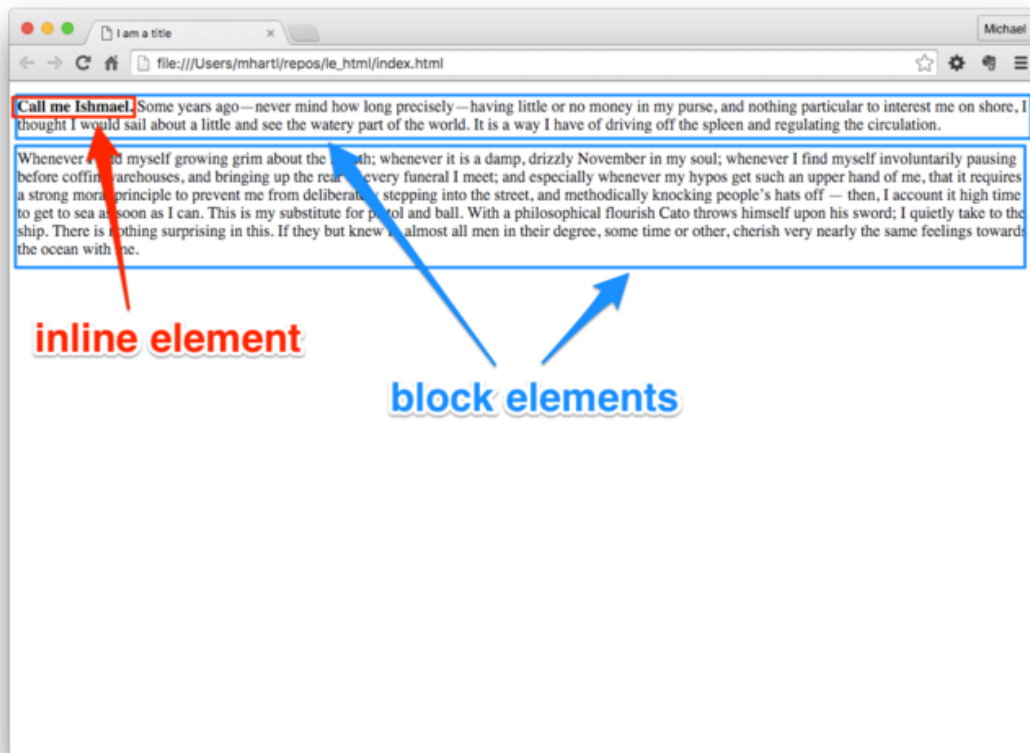 I am a title
Michael
file:///Users/mhartl/repos/le_html/index.html
Call me Ishmael. Some years ago—never mind how long precisely—having little or no money in my purse, and nothing particular to interest me on shore, I
thought I would sail about a little and see the watery part of the world. It is a way I have of driving off the spleen and regulating the circulation.
Whenever I find myself growing grim about the mouth; whenever it is a damp, drizzly November in my soul; whenever I find myself involuntarily pausing
before coffin warehouses, and bringing up the rear of every funeral I meet; and especially whenever my hypos get such an upper hand of me, that it requires
a strong moral principle to prevent me from deliberately stepping into the street, and methodically knocking people's hats off — then, I account it high time
to get to sea as soon as I can. This is my substitute for pistol and ball. With a philosophical flourish Cato throws himself upon his sword; I quietly take to the
ship. There is nothing surprising in this. If they but knew it, almost all men in their degree, some time or other, cherish very nearly the same feelings towards
the ocean with me.
inline element
block elements